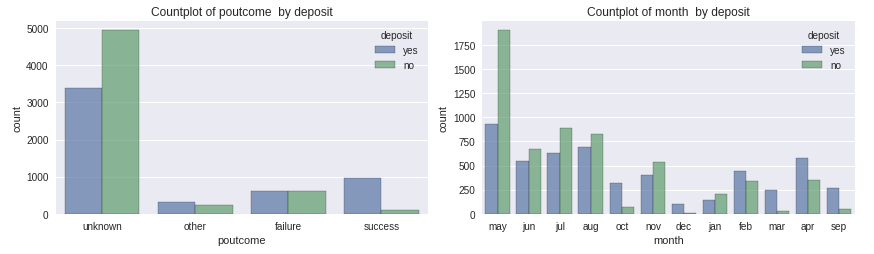 Countplot of poutcome  by deposit
5000
4000
3000
2000
1000
0
count
deposit
yes
no
unknown other failure success
poutcome
Countplot of month  by deposit
1750
1500
1250
1000
750
500
250
0
count
deposit
yes
no
may jun jul aug oct nov dec jan feb mar apr sep
month